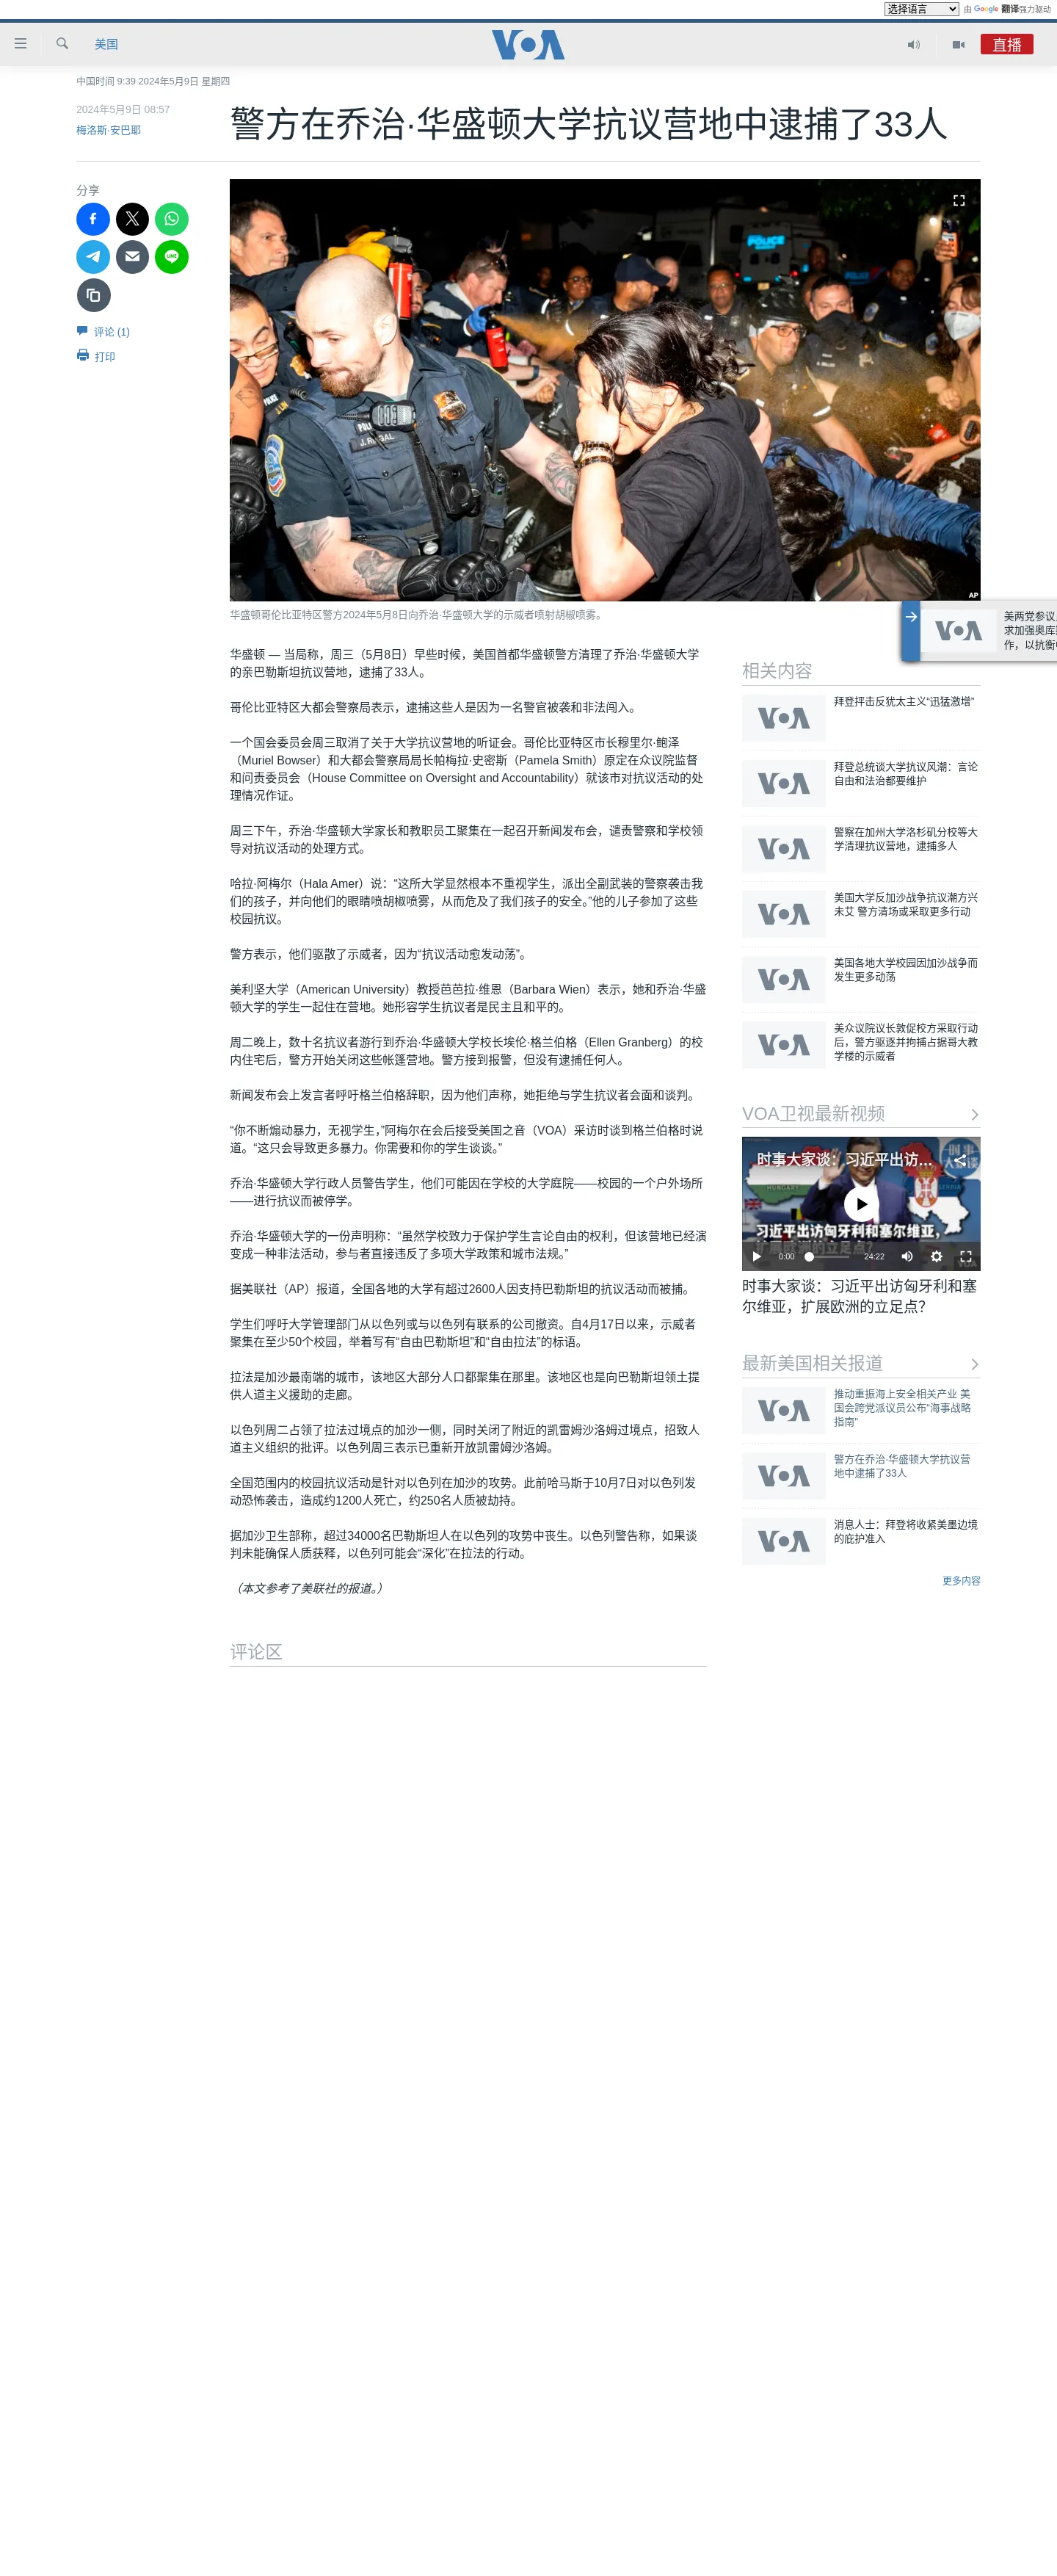 选择语言 由 Google 翻译强力驱动
美国
VOA
直播
中国时间 9:39 2024年5月9日 星期四
2024年5月9日 08:57
梅洛斯·安巴耶
警方在乔治·华盛顿大学抗议营地中逮捕了33人
分享
评论 (1)
打印
POLICE
AP
华盛顿哥伦比亚特区警方2024年5月8日向乔治·华盛顿大学的示威者喷射胡椒喷雾。
华盛顿 — 当局称，周三（5月8日）早些时候，美国首都华盛顿警方清理了乔治·华盛顿大学
的亲巴勒斯坦抗议营地，逮捕了33人。
哥伦比亚特区大都会警察局表示，逮捕这些人是因为一名警官被袭和非法闯入。
一个国会委员会周三取消了关于大学抗议营地的听证会。哥伦比亚特区市长穆里尔·鲍泽
（Muriel Bowser）和大都会警察局局长帕梅拉·史密斯（Pamela Smith）原定在众议院监督
和问责委员会（House Committee on Oversight and Accountability）就该市对抗议活动的处
理情况作证。
周三下午，乔治·华盛顿大学家长和教职员工聚集在一起召开新闻发布会，谴责警察和学校领
导对抗议活动的处理方式。
哈拉·阿梅尔（Hala Amer）说：“这所大学显然根本不重视学生，派出全副武装的警察袭击我
们的孩子，并向他们的眼睛喷胡椒喷雾，从而危及了我们孩子的安全。”他的儿子参加了这些
校园抗议。
警方表示，他们驱散了示威者，因为“抗议活动愈发动荡”。
美利坚大学（American University）教授芭芭拉·维恩（Barbara Wien）表示，她和乔治·华盛
顿大学的学生一起住在营地。她形容学生抗议者是民主且和平的。
周二晚上，数十名抗议者游行到乔治·华盛顿大学校长埃伦·格兰伯格（Ellen Granberg）的校
内住宅后，警方开始关闭这些帐篷营地。警方接到报警，但没有逮捕任何人。
新闻发布会上发言者呼吁格兰伯格辞职，因为他们声称，她拒绝与学生抗议者会面和谈判。
“你不断煽动暴力，无视学生，”阿梅尔在会后接受美国之音（VOA）采访时谈到格兰伯格时说
道。“这只会导致更多暴力。你需要和你的学生谈谈。”
乔治·华盛顿大学行政人员警告学生，他们可能因在学校的大学庭院——校园的一个户外场所
——进行抗议而被停学。
乔治·华盛顿大学的一份声明称：“虽然学校致力于保护学生言论自由的权利，但该营地已经演
变成一种非法活动，参与者直接违反了多项大学政策和城市法规。”
据美联社（AP）报道，全国各地的大学有超过2600人因支持巴勒斯坦的抗议活动而被捕。
学生们呼吁大学管理部门从以色列或与以色列有联系的公司撤资。自4月17日以来，示威者
聚集在至少50个校园，举着写有“自由巴勒斯坦”和“自由拉法”的标语。
拉法是加沙最南端的城市，该地区大部分人口都聚集在那里。该地区也是向巴勒斯坦领土提
供人道主义援助的走廊。
以色列周二占领了拉法过境点的加沙一侧，同时关闭了附近的凯雷姆沙洛姆过境点，招致人
道主义组织的批评。以色列周三表示已重新开放凯雷姆沙洛姆。
全国范围内的校园抗议活动是针对以色列在加沙的攻势。此前哈马斯于10月7日对以色列发
动恐怖袭击，造成约1200人死亡，约250名人质被劫持。
据加沙卫生部称，超过34000名巴勒斯坦人在以色列的攻势中丧生。以色列警告称，如果谈
判未能确保人质获释，以色列可能会“深化”在拉法的行动。
（本文参考了美联社的报道。）
评论区
美两党参议
作，以抗衡
相关内容
拜登抨击反犹太主义“迅猛激增”
拜登总统谈大学抗议风潮：言论
自由和法治都要维护
警察在加州大学洛杉矶分校等大
学清理抗议营地，逮捕多人
美国大学反加沙战争抗议潮方兴
未艾 警方清场或采取更多行动
美国各地大学校园因加沙战争而
发生更多动荡
美众议院议长敦促校方采取行动
后，警方驱逐并拘捕占据哥大教
学楼的示威者
VOA卫视最新视频
时事大家谈：习近平出访…
习近平出访匈牙利和塞尔维亚，
0:00 24:22
时事大家谈：习近平出访匈牙利和塞
尔维亚，扩展欧洲的立足点？
最新美国相关报道
推动重振海上安全相关产业 美
国会跨党派议员公布“海事战略
指南”
警方在乔治·华盛顿大学抗议营
地中逮捕了33人
消息人士：拜登将收紧美墨边境
的庇护准入
更多内容